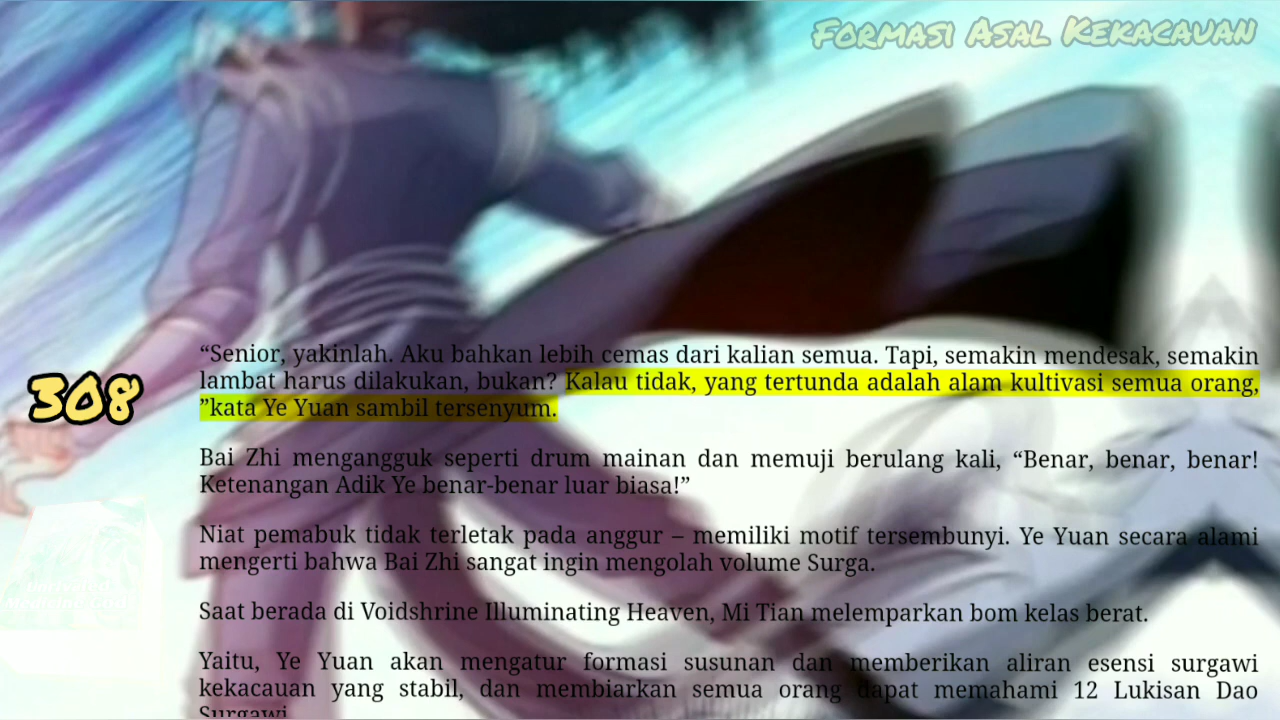 Formasi Asal Kekacauan
“Senior, yakinlah. Aku bahkan lebih cemas dari kalian semua. Tapi, semakin mendesak, semakin
lambat harus dilakukan, bukan? Kalau tidak, yang tertunda adalah alam kultivasi semua orang,
”kata Ye Yuan sambil tersenyum.
308
Bai Zhi mengangguk seperti drum mainan dan memuji berulang kali, “Benar, benar, benar!
Ketenangan Adik Ye benar-benar luar biasa!”
Niat pemabuk tidak terletak pada anggur – memiliki motif tersembunyi. Ye Yuan secara alami
mengerti bahwa Bai Zhi sangat ingin mengolah volume Surga.
Saat berada di Voidshrine Illuminating Heaven, Mi Tian melemparkan bom kelas berat.
Yaitu, Ye Yuan akan mengatur formasi susunan dan memberikan aliran esensi surgawi
kekacauan yang stabil, dan membiarkan semua orang dapat memahami 12 Lukisan Dao
Surgawi.